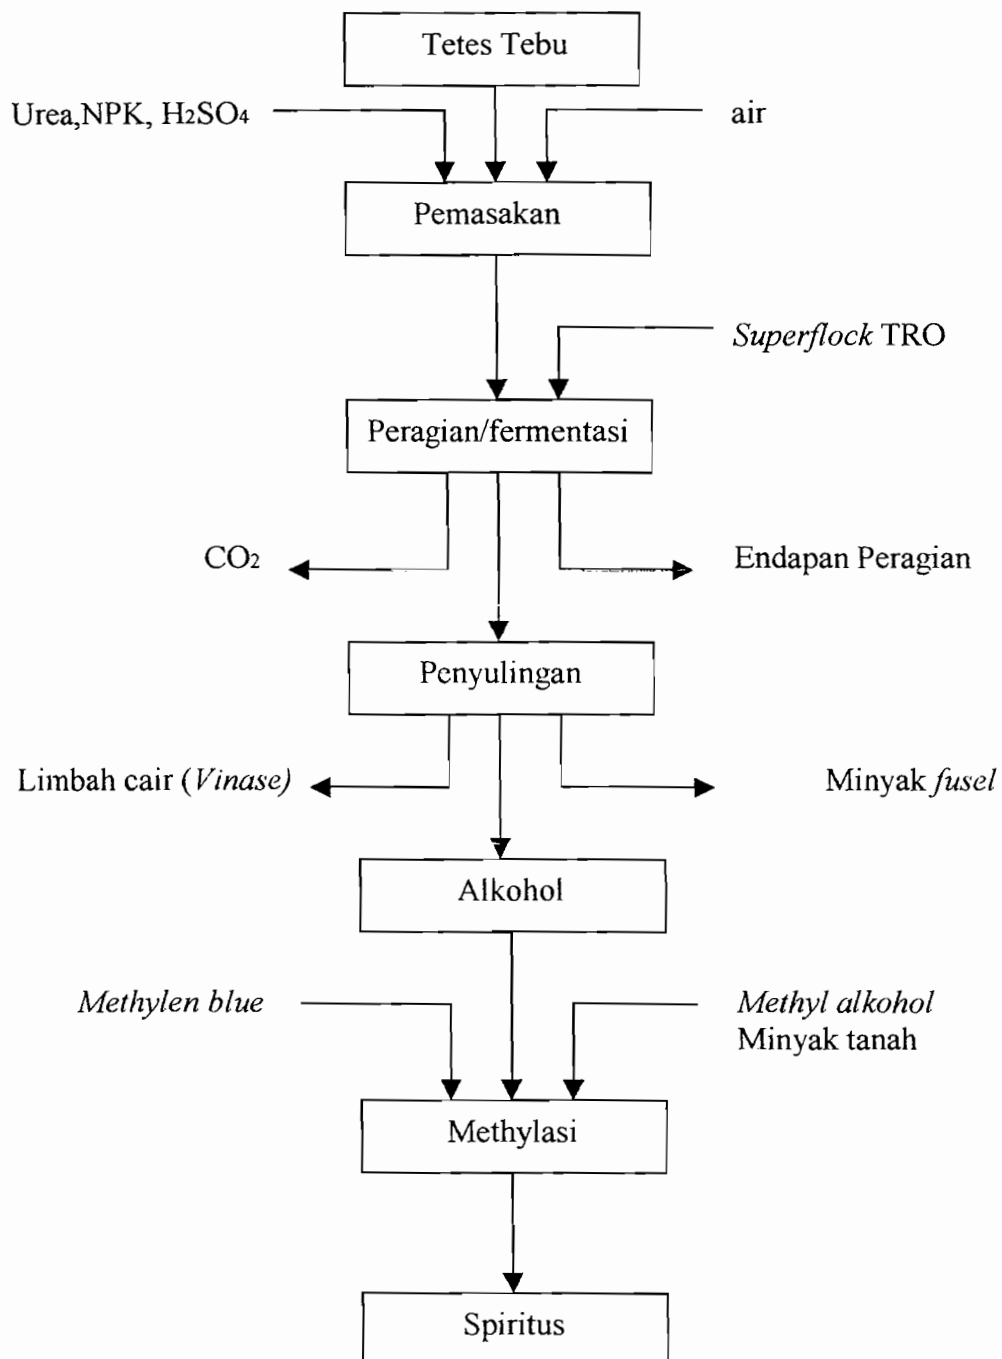 Tetes Tebu
Urea,NPK, H2SO4
air
Pemasakan
Superflock TRO
Peragian/fermentasi
CO2
Endapan Peragian
Penyulingan
Limbah cair (Vinase)
Minyak fusel
Alkohol
Methylen blue
Methyl alkohol
Minyak tanah
Methylasi
Spiritus